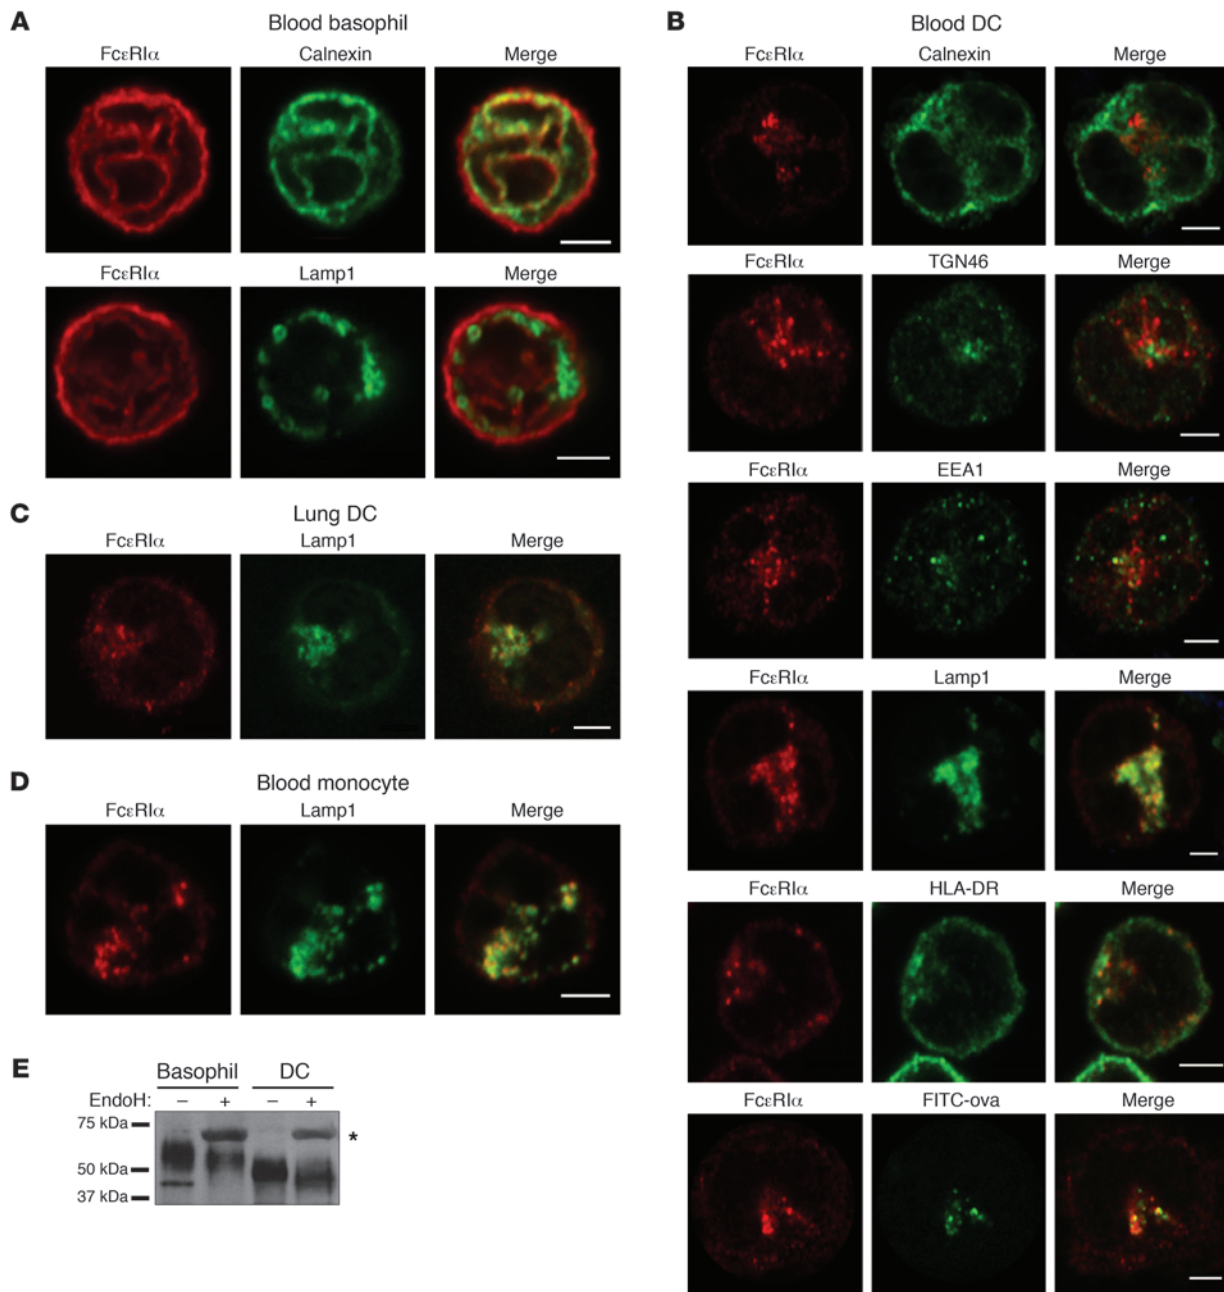 A
Blood basophil
FcεRIα Calnexin Merge
FcεRIα Lamp1 Merge
B
Blood DC
FcεRIα Calnexin Merge
FcεRIα TGN46 Merge
FcεRIα EEA1 Merge
FcεRIα Lamp1 Merge
FcεRIα HLA-DR Merge
FcεRIα FITC-ova Merge
C
Lung DC
FcεRIα Lamp1 Merge
D
Blood monocyte
FcεRIα Lamp1 Merge
E
Basophil DC
EndoH: – + – +
75 kDa
*
50 kDa
37 kDa